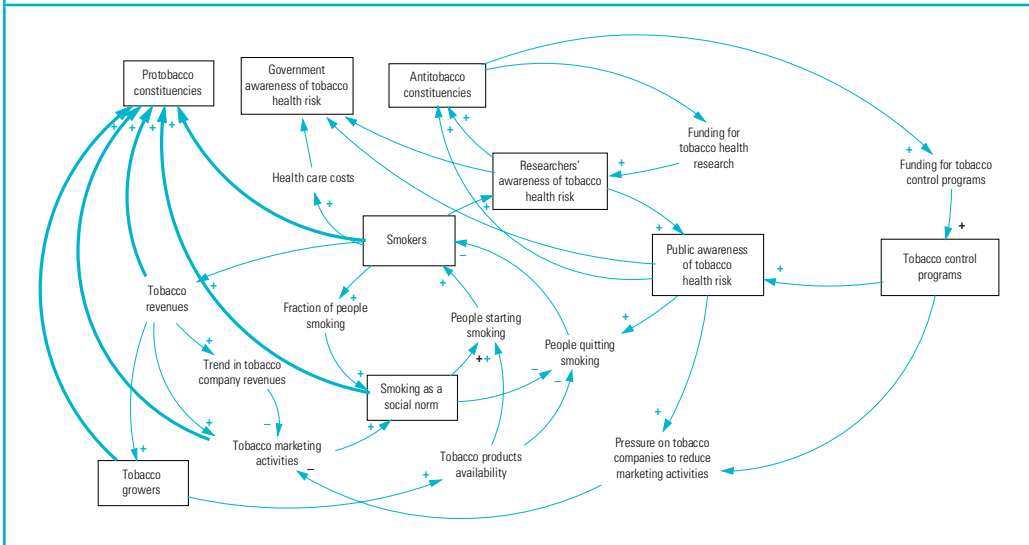 Protobacco
constituencies
Government
awareness of tobacco
health risk
Antitobacco
constituencies
+ + + + +
+
+
Funding for
tobacco health
research
+
Funding for tobacco
control programs
Health care costs
+
Researchers’
awareness of tobacco
health risk
+
+
+
+
Smokers
–
Public awareness
of tobacco
health risk
+
Tobacco control
programs
Tobacco
revenues
+
Fraction of people
smoking
+
People starting
smoking
+
People quitting
smoking
+
Trend in tobacco
company revenues
+
+
Smoking as a
social norm
++
–
–
Tobacco marketing
activities
+
–
+
–
Tobacco
growers
+
Tobacco products
availability
+
Pressure on tobacco
companies to reduce
marketing activities
+